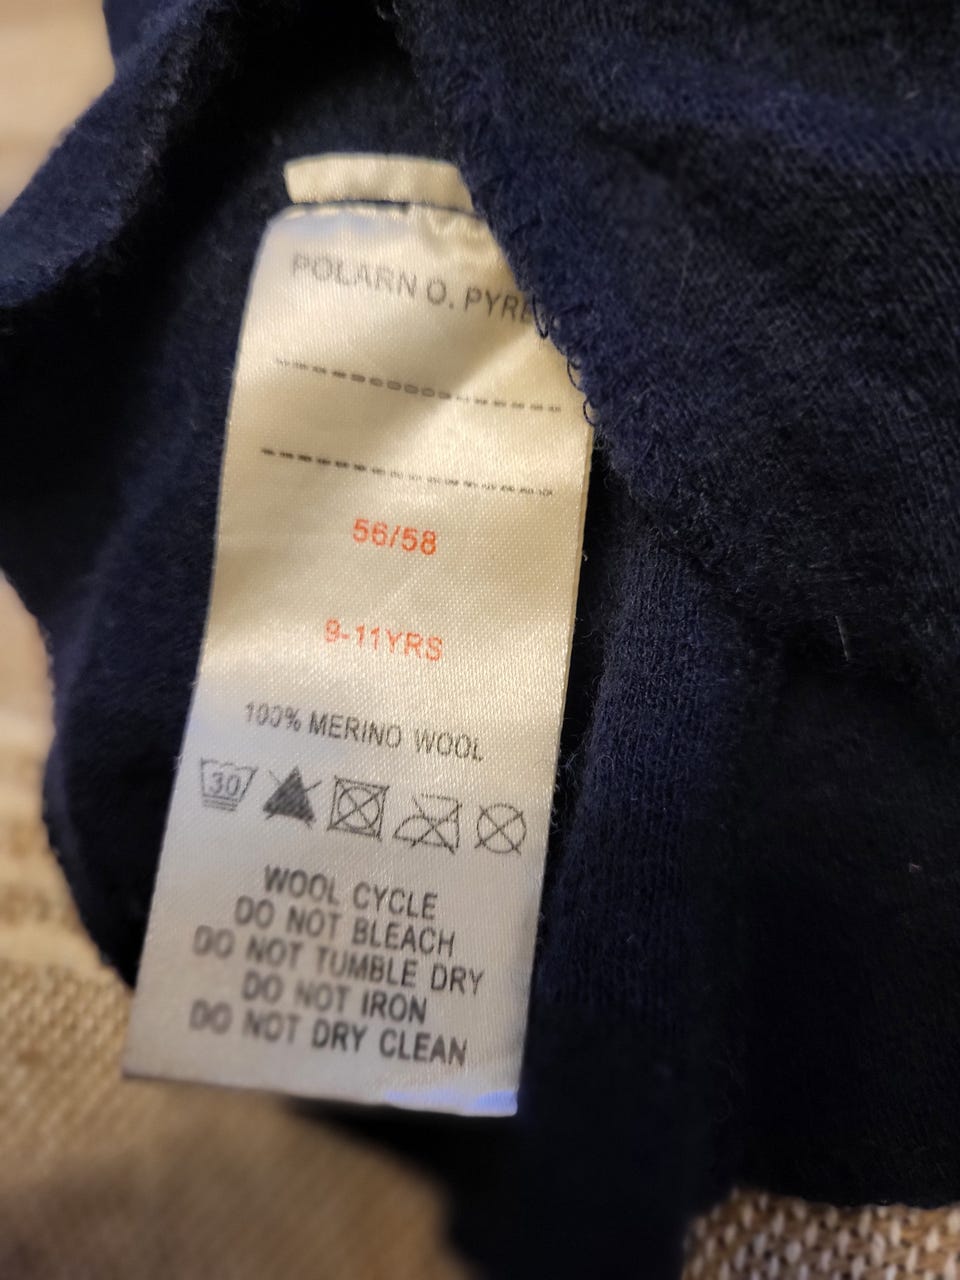 POLARN O. PYRE
56/58
9-11YRS
100% MERINO WOOL
30
WOOL CYCLE
DO NOT BLEACH
DO NOT TUMBLE DRY
DO NOT IRON
DO NOT DRY CLEAN